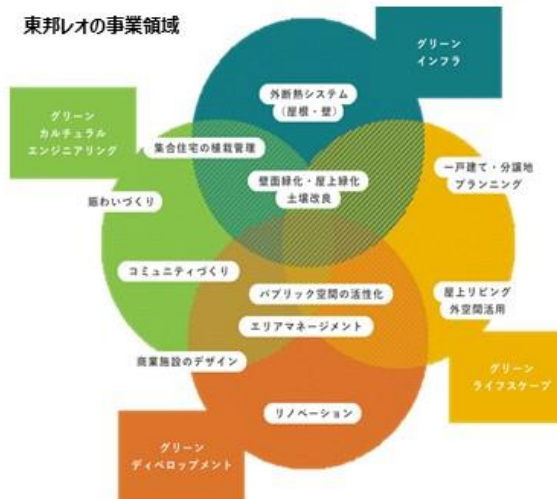 東邦レオの事業領域
グリーン
インフラ
外断熱システム
（屋根・壁）
グリーン
カルチュラル
エンジニアリング
集合住宅の植栽管理
壁面緑化・屋上緑化
土壌改良
一戸建て・分譲地
プランニング
賑わいづくり
コミュニティづくり
パブリック空間の活性化
屋上リビング
外空間活用
エリアマネージメント
商業施設のデザイン
グリーン
ライフスケープ
リノベーション
グリーン
ディベロップメント